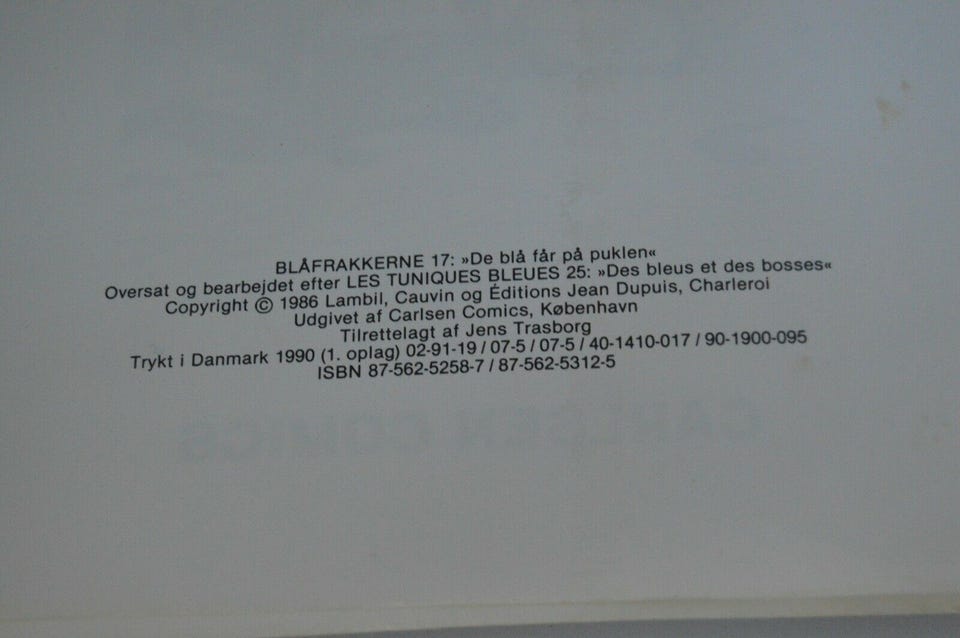 BLÅFRAKKERNE 17: »De blå får på puklen«
Oversat og bearbejdet efter LES TUNIQUES BLEUES 25: »Des bleus et des bosses«
Copyright © 1986 Lambil, Cauvin og Éditions Jean Dupuis, Charleroi
Udgivet af Carlsen Comics, København
Tilrettelagt af Jens Trasborg
Trykt i Danmark 1990 (1. oplag) 02-91-19 / 07-5 / 07-5 / 40-1410-017 / 90-1900-095
ISBN 87-562-5258-7 / 87-562-5312-5
CARLSEN COMICS